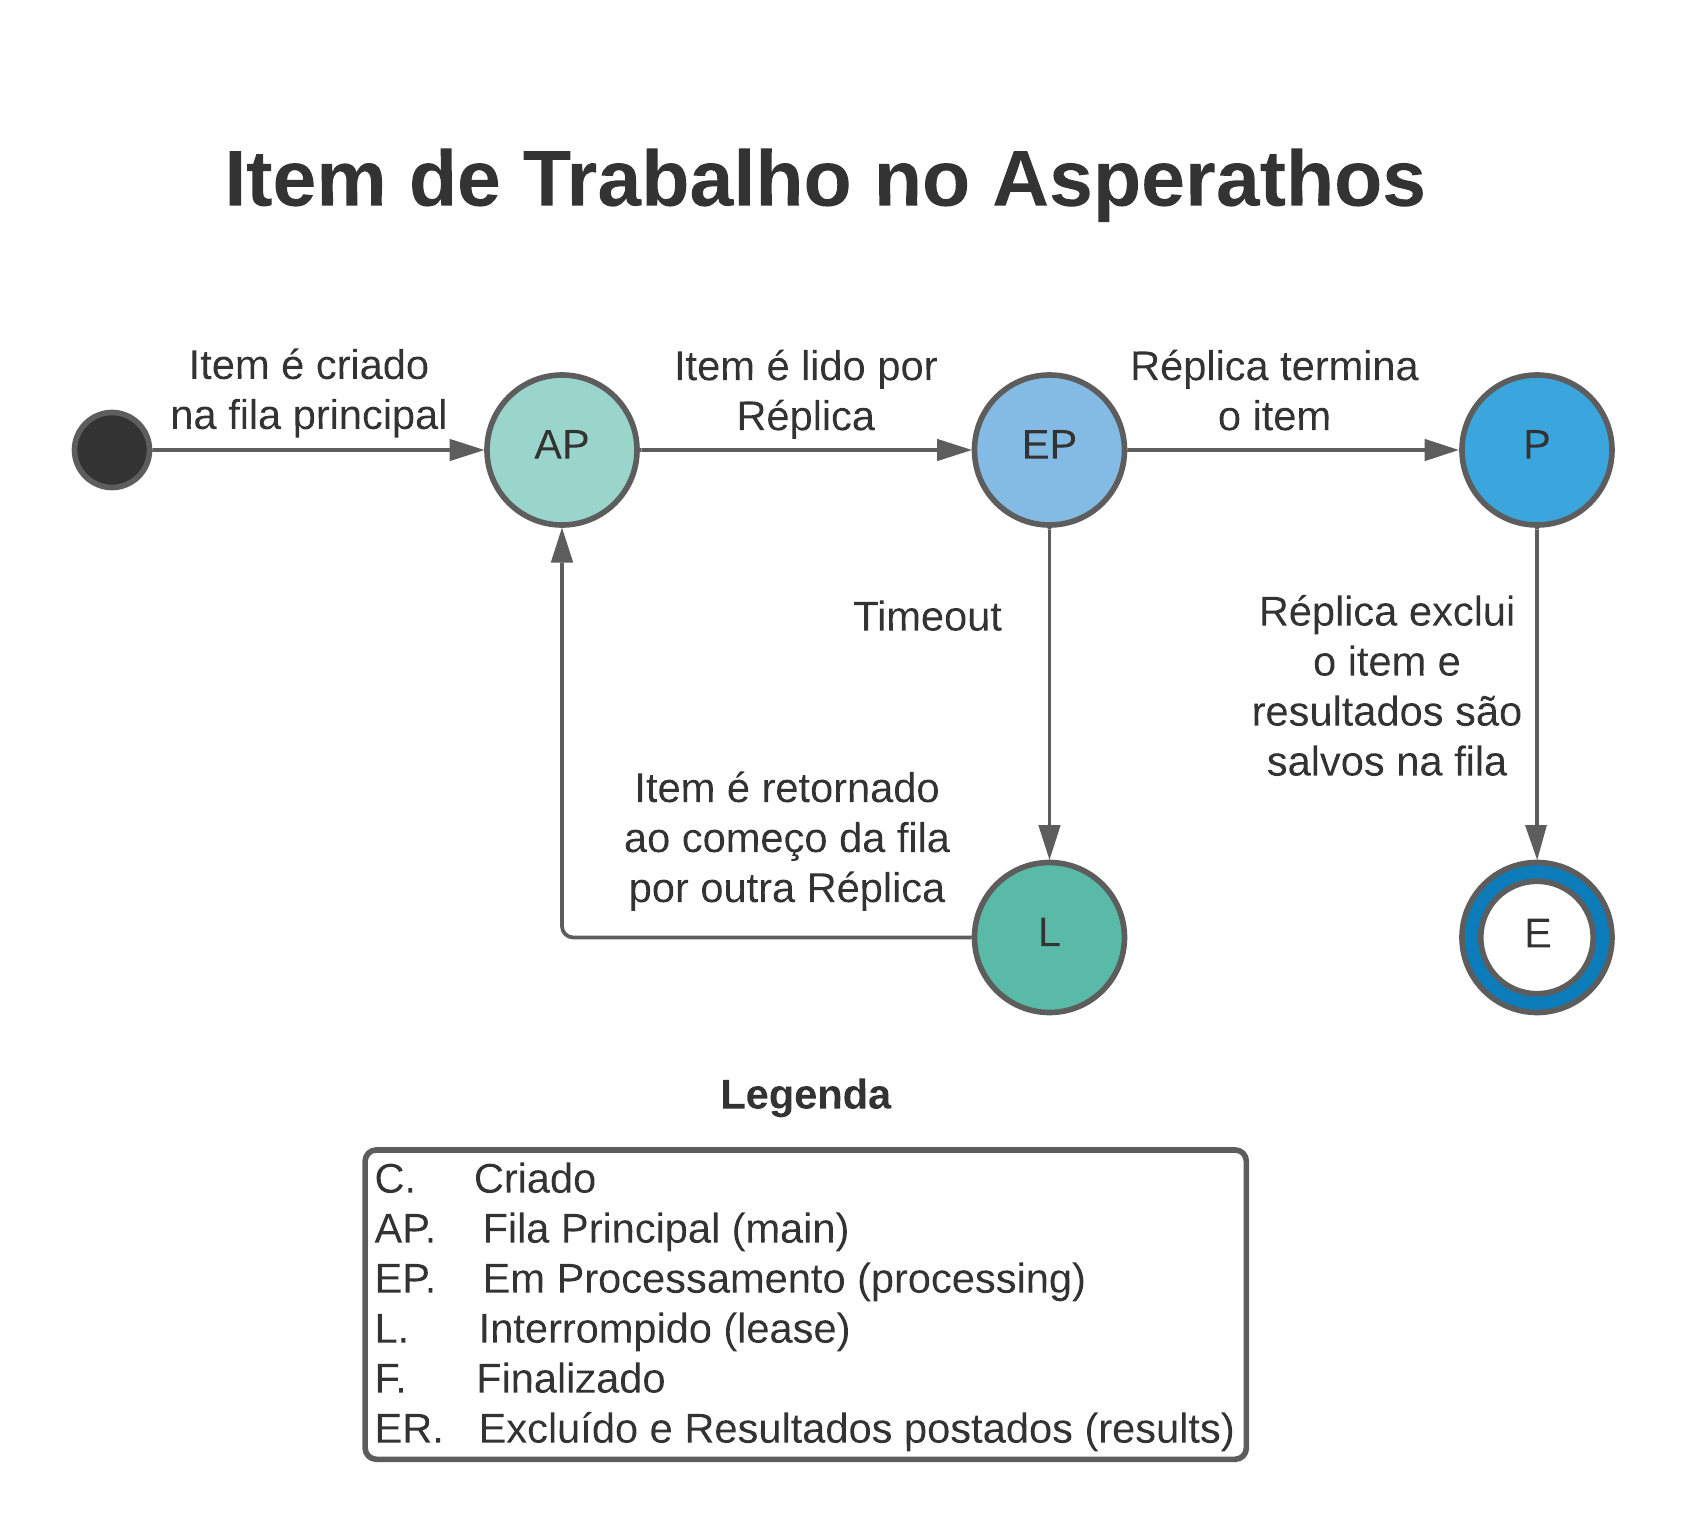 Item de Trabalho no Asperathos
Item é criado
na fila principal
AP
Item é lido por
Réplica
EP
Réplica termina
o item
P
Timeout
Réplica exclui
o item e
resultados são
salvos na fila
Item é retornado
ao começo da fila
por outra Réplica
L
E
Legenda
C. Criado
AP. Fila Principal (main)
EP. Em Processamento (processing)
L. Interrompido (lease)
F. Finalizado
ER. Excluído e Resultados postados (results)